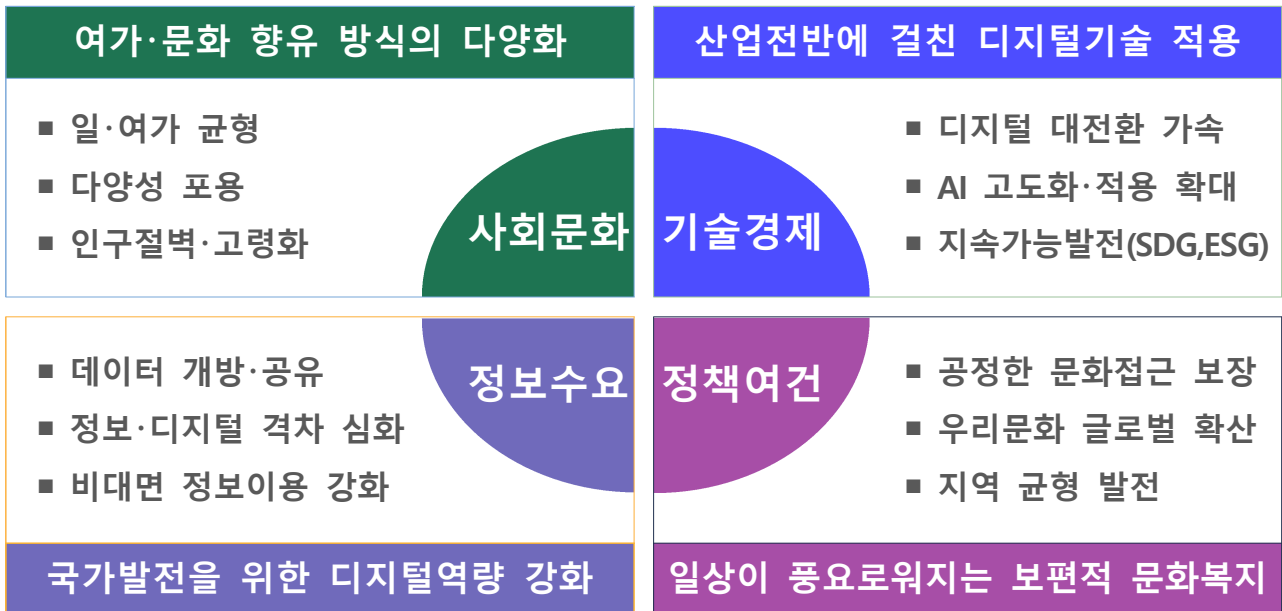 여가·문화 향유 방식의 다양화
■ 일·여가 균형
■ 다양성 포용
■ 인구절벽·고령화
사회문화
산업전반에 걸친 디지털기술 적용
기술경제
■ 디지털 대전환 가속
■ AI 고도화·적용 확대
■ 지속가능발전(SDG,ESG)
■ 데이터 개방·공유
■ 정보·디지털 격차 심화
■ 비대면 정보이용 강화
정보수요
국가발전을 위한 디지털역량 강화
정책여건
■ 공정한 문화접근 보장
■ 우리문화 글로벌 확산
■ 지역 균형 발전
일상이 풍요로워지는 보편적 문화복지